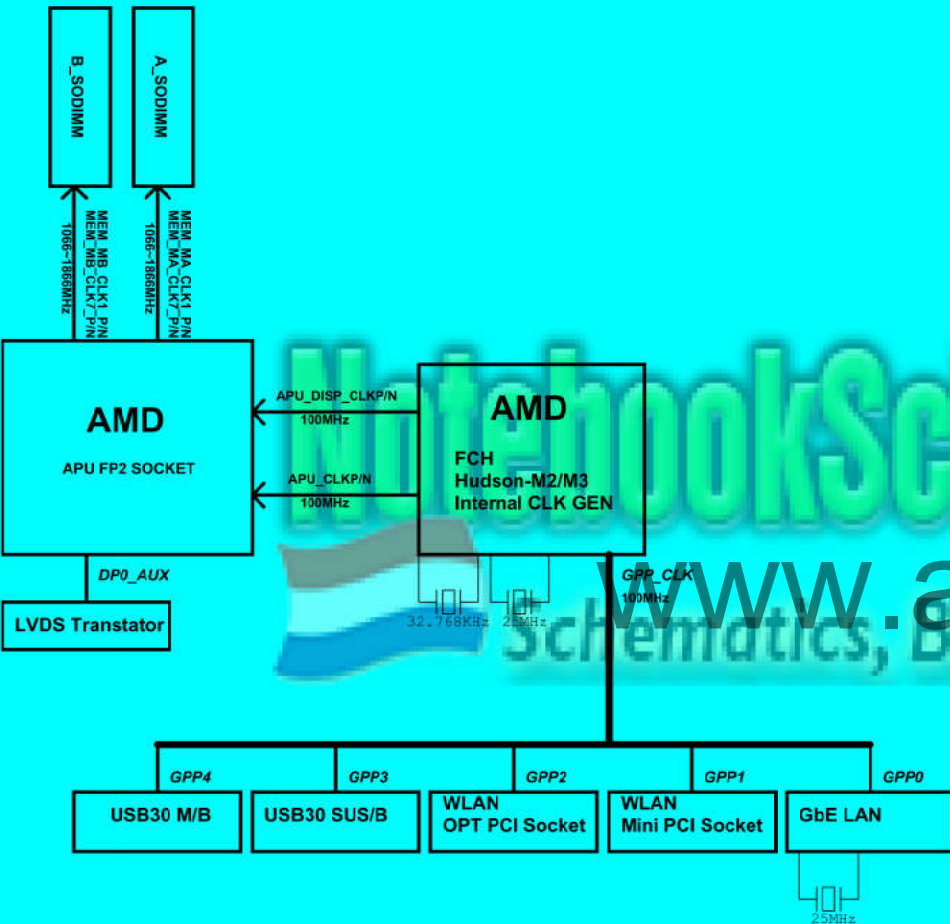 B_SODIMM
A_SODIMM
MEM_MB_CLK1_P/N
MEM_MB_CLK7_P/N
1066~1866MHz
MEM_MA_CLK1_P/N
MEM_MA_CLK7_P/N
1066~1866MHz
NotebookSc
AMD
APU FP2 SOCKET
APU_DISP_CLKP/N
100MHz
APU_CLKP/N
100MHz
AMD
FCH
Hudson-M2/M3
Internal CLK GEN
DP0_AUX
LVDS Transtator
32.768KHz
25MHz
GPP_CLK
100MHz
www.a
Schematics, B
GPP4
GPP3
GPP2
GPP1
GPP0
USB30 M/B
USB30 SUS/B
WLAN
OPT PCI Socket
WLAN
Mini PCI Socket
GbE LAN
25MHz